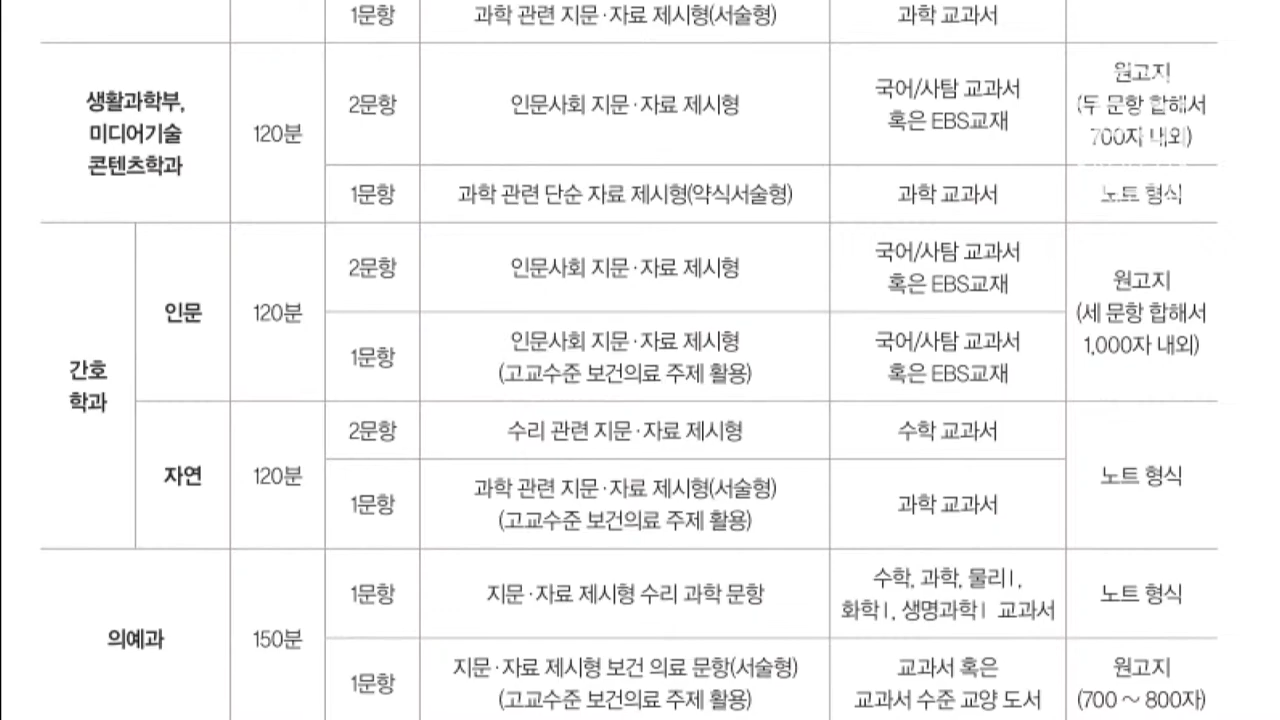 1문항
과학 관련 지문·자료 제시형(서술형)
과학 교과서
생활과학부,
미디어기술
콘텐츠학과
120분
2문항
인문사회 지문·자료 제시형
국어/사탐 교과서
혹은 EBS교재
원고지
(두 문항 합해서
700자 내외)
1문항
과학 관련 단순 자료 제시형(약식서술형)
과학 교과서
노트 형식
간호
학과
인문
120분
2문항
인문사회 지문·자료 제시형
국어/사탐 교과서
혹은 EBS교재
원고지
(세 문항 합해서
1,000자 내외)
1문항
인문사회 지문·자료 제시형
(고교수준 보건의료 주제 활용)
국어/사탐 교과서
혹은 EBS교재
자연
120분
2문항
수리 관련 지문·자료 제시형
수학 교과서
노트 형식
1문항
과학 관련 지문·자료 제시형(서술형)
(고교수준 보건의료 주제 활용)
과학 교과서
의예과
150분
1문항
지문·자료 제시형 수리 과학 문항
수학, 과학, 물리Ⅰ,
화학Ⅰ, 생명과학Ⅰ 교과서
노트 형식
1문항
지문·자료 제시형 보건 의료 문항(서술형)
(고교수준 보건의료 주제 활용)
교과서 혹은
교과서 수준 교양 도서
원고지
(700 ~ 800자)